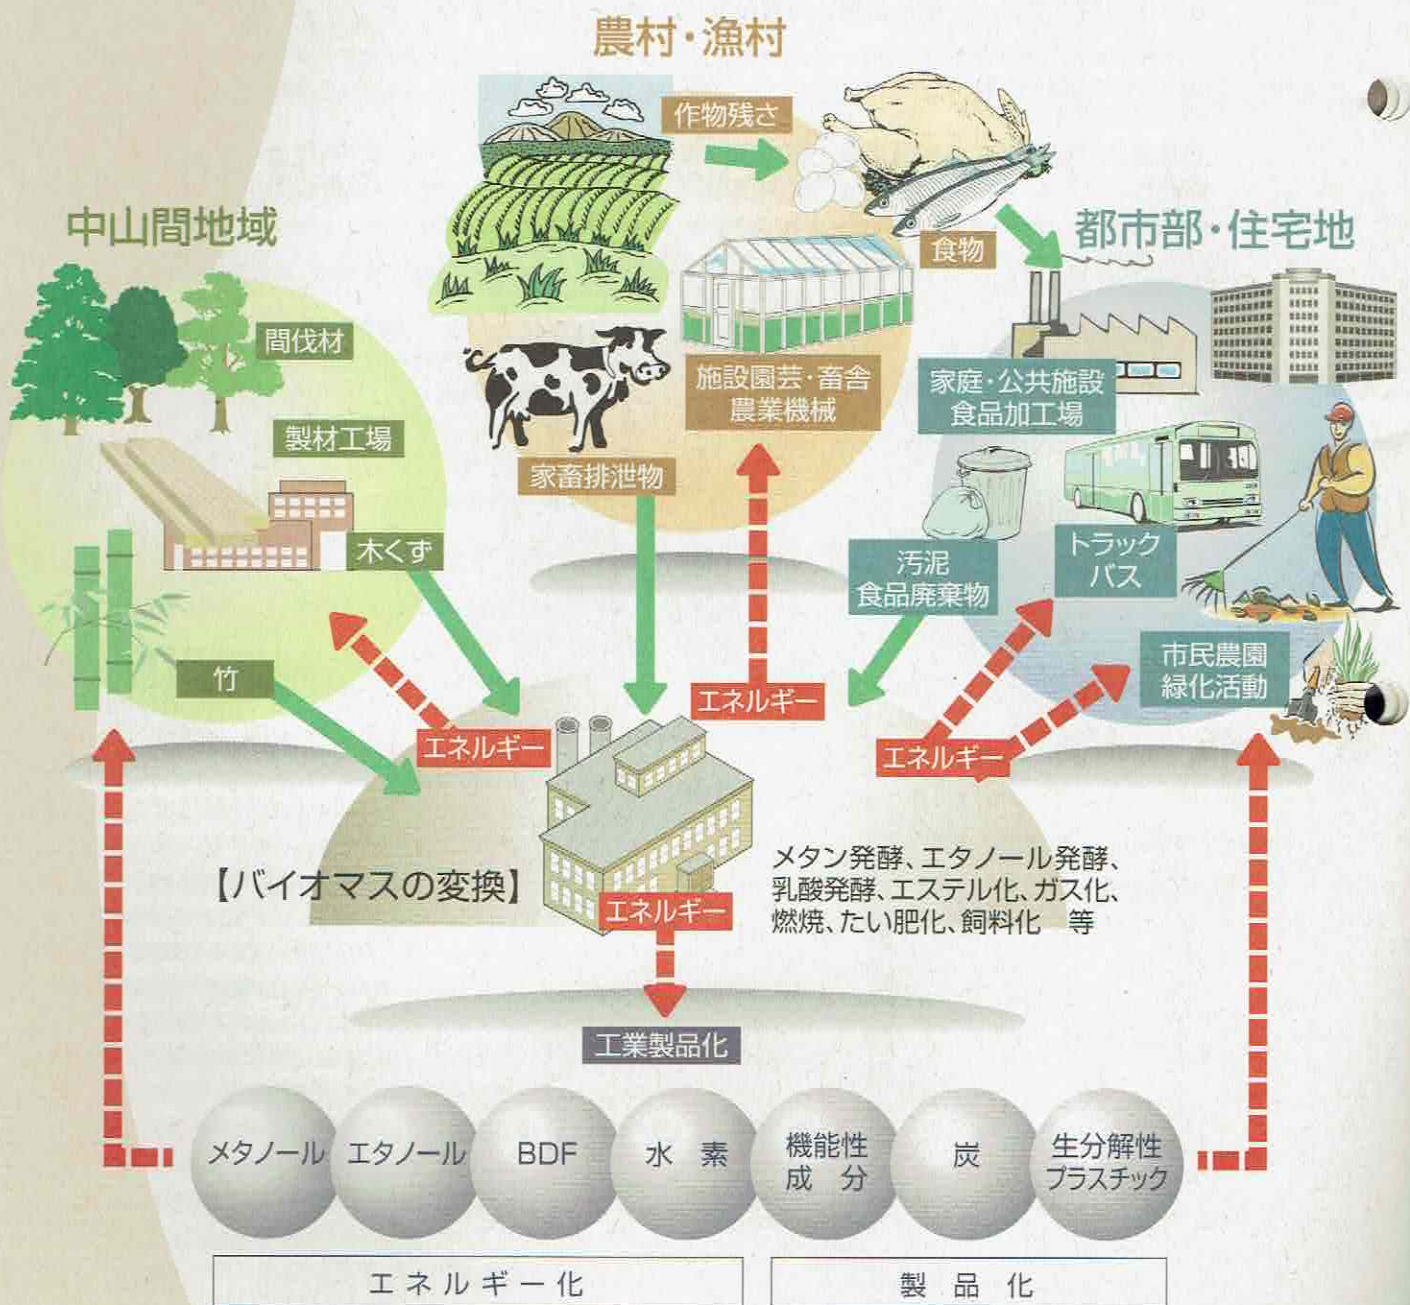 農村・漁村
作物残さ
中山間地域
都市部・住宅地
食物
間伐材
施設園芸・畜舎
農業機械
家庭・公共施設
食品加工場
製材工場
家畜排泄物
木くず
汚泥
食品廃棄物
トラック
バス
竹
市民農園
緑化活動
エネルギー
エネルギー
エネルギー
【バイオマスの変換】
メタン発酵、エタノール発酵、
乳酸発酵、エステル化、ガス化、
燃焼、たい肥化、飼料化　等
エネルギー
工業製品化
メタノール
エタノール
BDF
水　素
機能性
成　分
炭
生分解性
プラスチック
エネルギー化
製品化